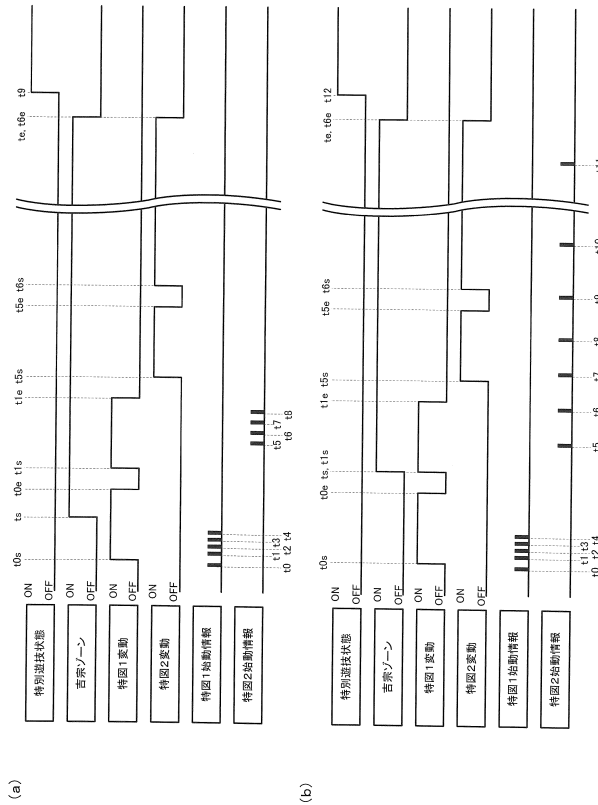 (a)
t0s ts t0e t1s t1e t5s t5e t6s te, t6e t9
特別遊技状態 ON OFF
吉宗ゾーン ON OFF
特図1変動 ON OFF
特図2変動 ON OFF
特図1始動情報
t0 t1 t2 t3 t4
特図2始動情報
t5 t6 t7 t8
(b)
t0s t0e ts, t1s t1e t5s t5e t6s te, t6e t12
特別遊技状態 ON OFF
吉宗ゾーン ON OFF
特図1変動 ON OFF
特図2変動 ON OFF
特図1始動情報
t0 t1 t2 t3 t4
特図2始動情報
t5 t6 t7 t8 t9 t10